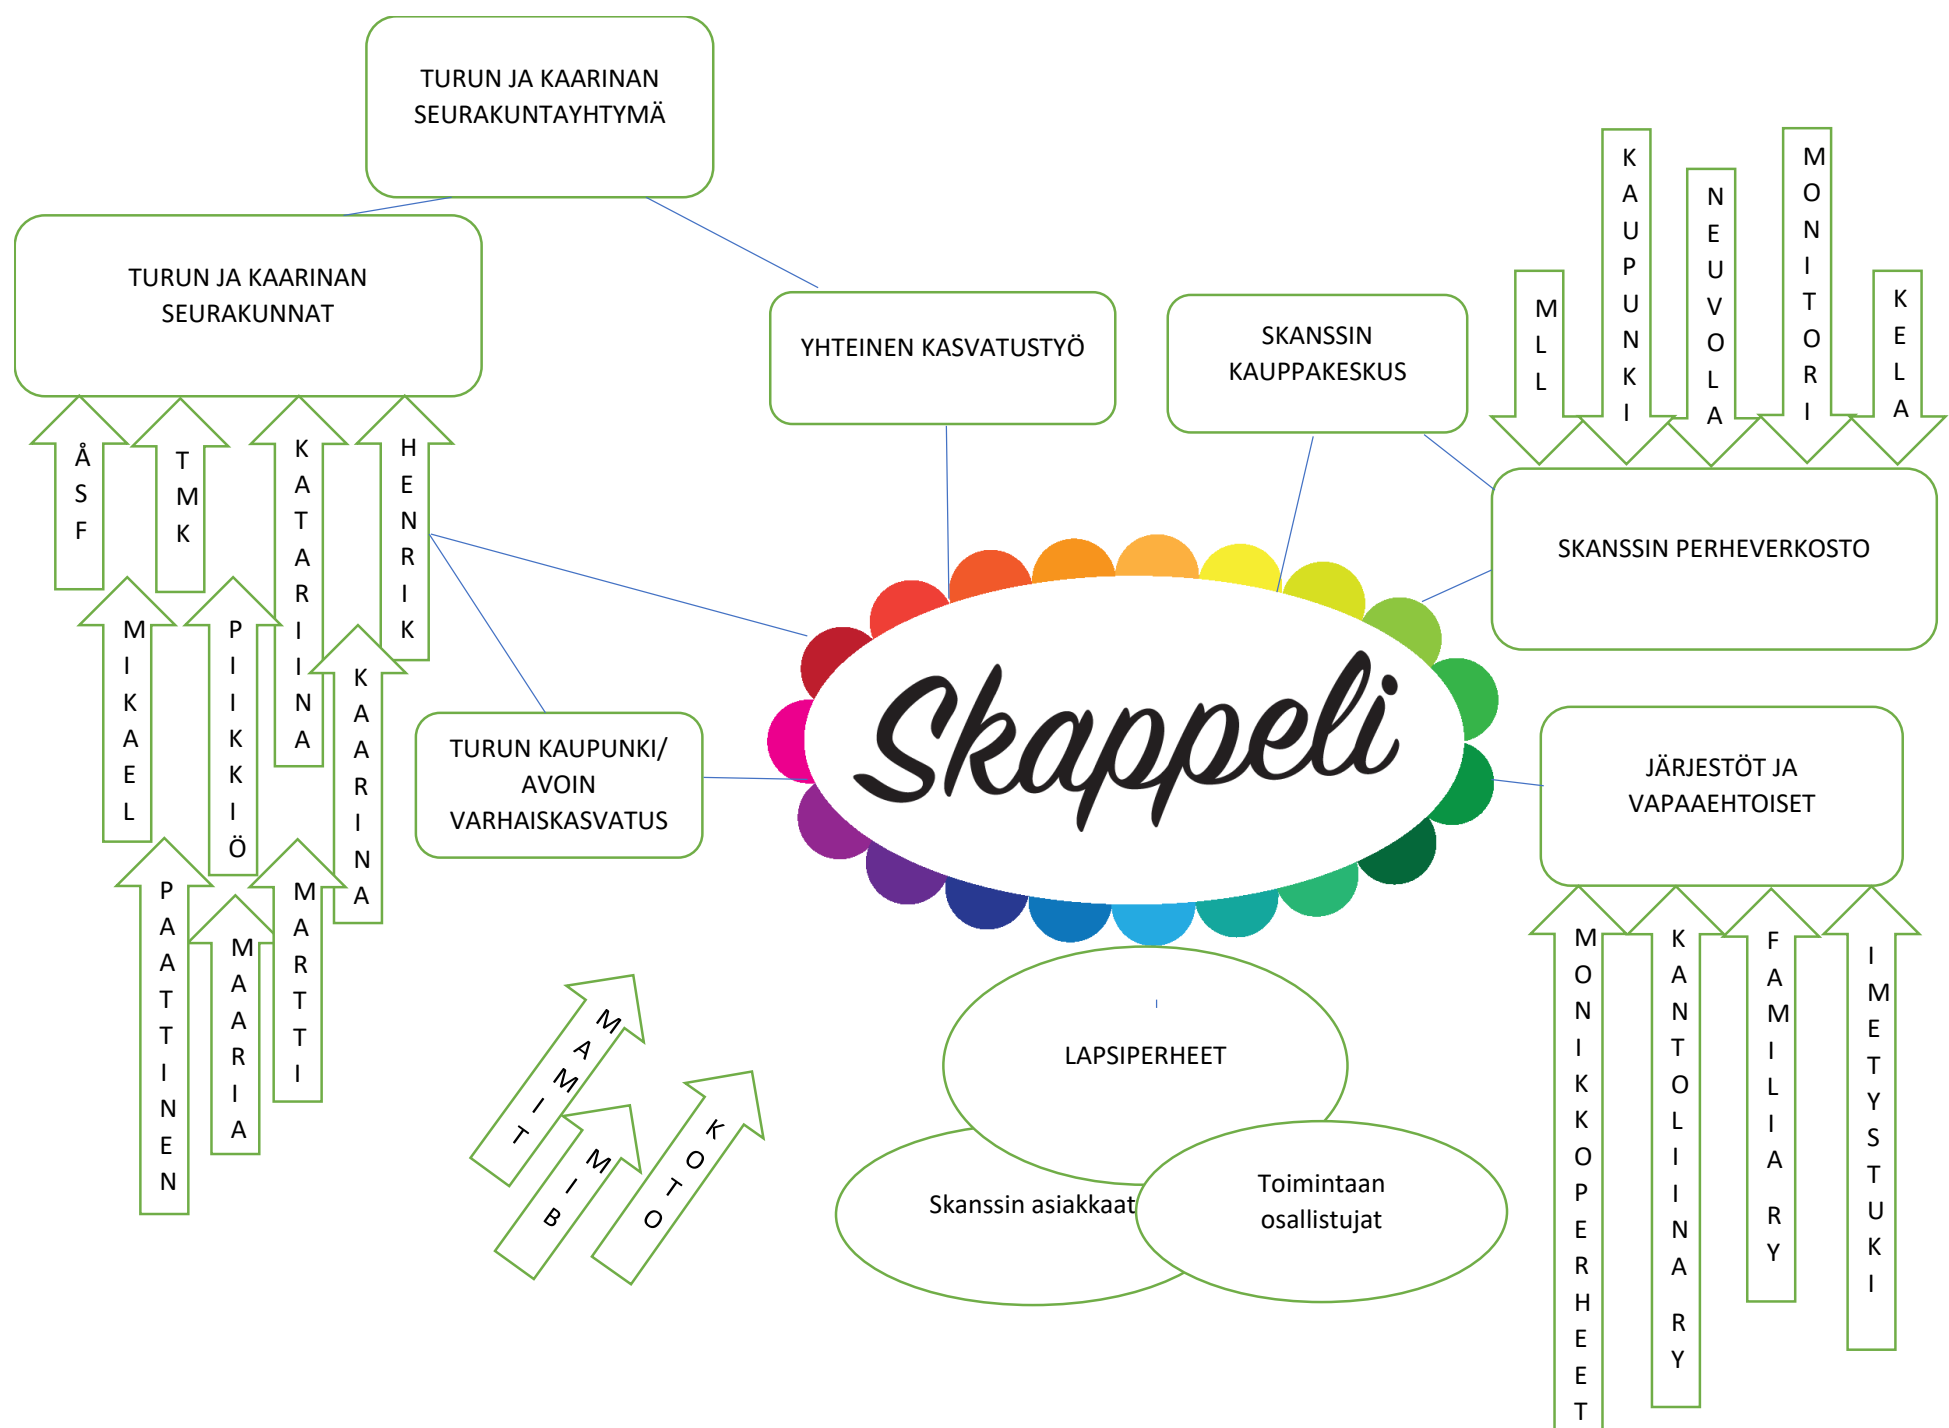 TURUN JA KAARINAN
SEURAKUNTAYHTYMÄ
TURUN JA KAARINAN
SEURAKUNNAT
YHTEINEN KASVATUSTYÖ
SKANSSIN
KAUPPAKESKUS
MLL
KAUPUNKI
NEUVOLA
MONITORI
KELA
SKANSSIN PERHEVERKOSTO
ÅSF
TMK
KATARIINA
HENRIK
MIKAEL
PIIKKIÖ
KAARINA
PAATTINEN
MAARIA
MARTTI
TURUN KAUPUNKI/
AVOIN
VARHAISKASVATUS
Skappeli
JÄRJESTÖT JA
VAPAAEHTOISET
MONIKKOPERHEET
KANTOLIINA RY
FAMILIA RY
IMETYSTUKI
MAMIT
MIB
KOTO
LAPSIPERHEET
Skanssin asiakkaat
Toimintaan
osallistujat